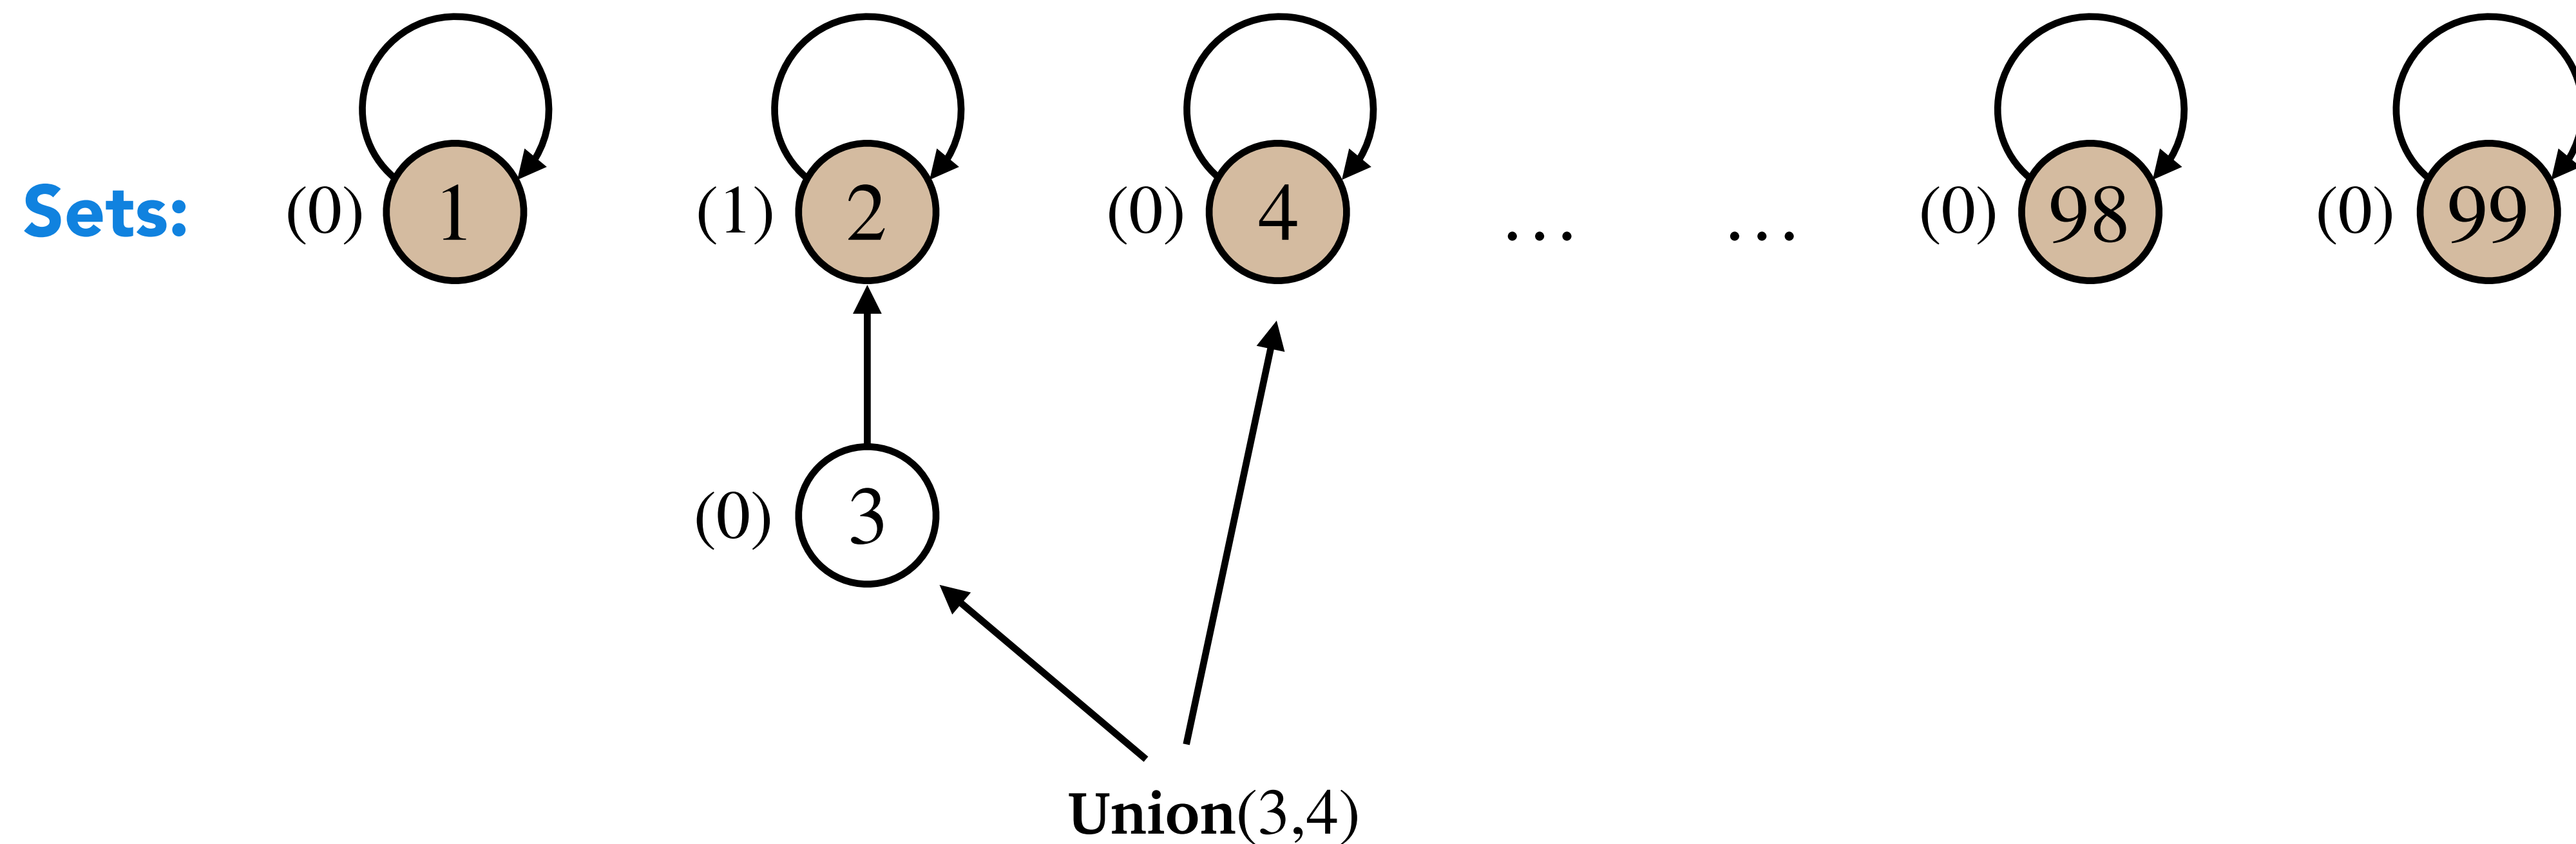 Sets: (0) 1 (1) 2 (0) 4 ... ... (0) 98 (0) 99
(0) 3
Union(3,4)